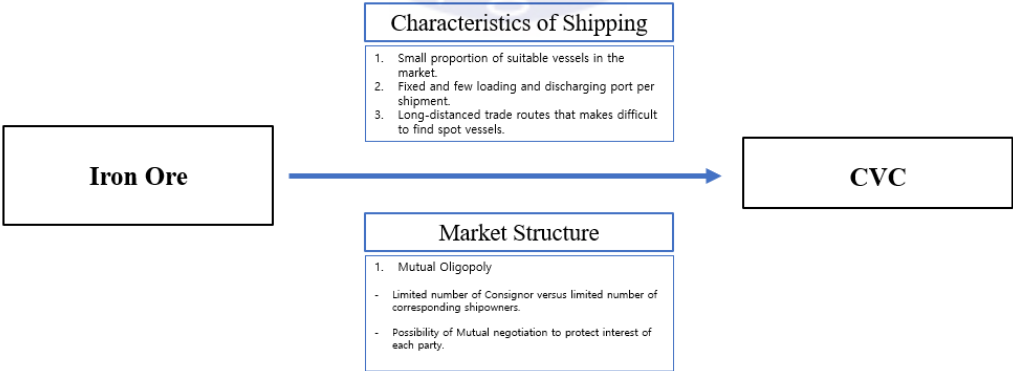 Characteristics of Shipping
1. Small proportion of suitable vessels in the
market.
2. Fixed and few loading and discharging port per
shipment.
3. Long-distanced trade routes that makes difficult
to find spot vessels.
Iron Ore
CVC
Market Structure
1. Mutual Oligopoly
- Limited number of Consignor versus limited number of
corresponding shipowners.
- Possibility of Mutual negotiation to protect interest of
each party.